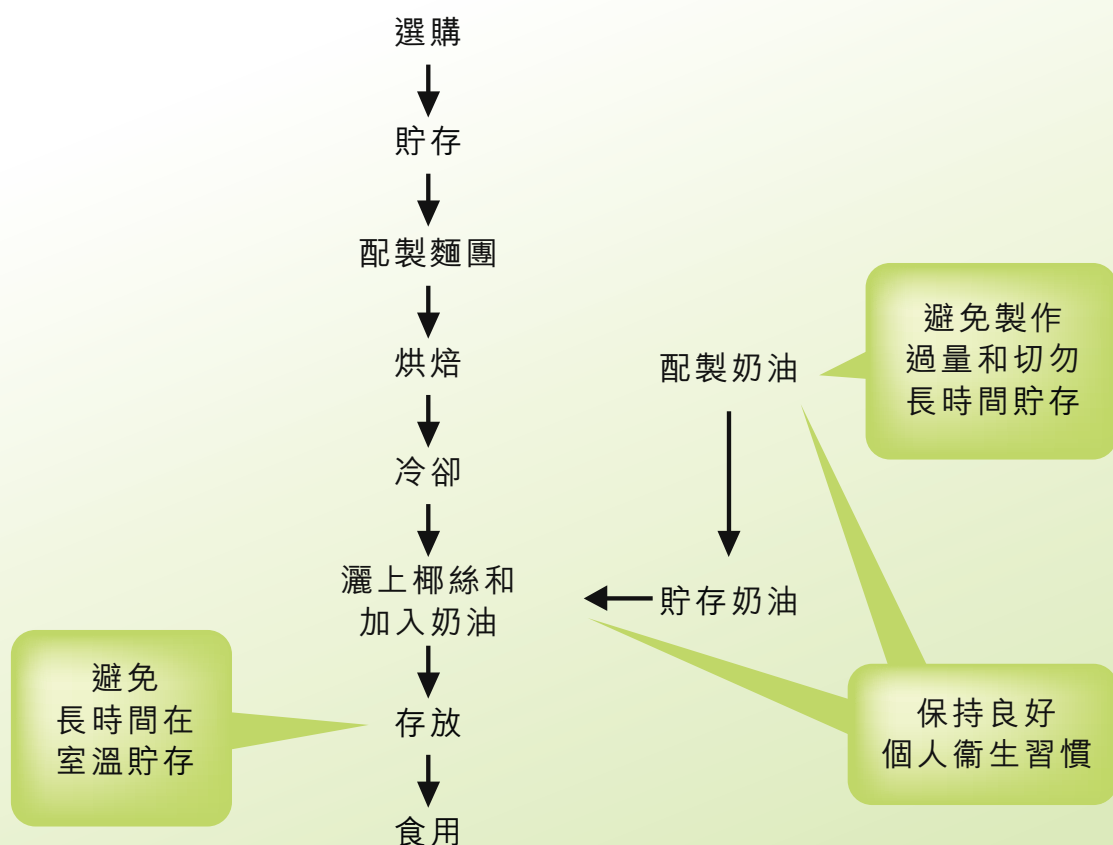 選購
貯存
配製麵團
烘焙
冷卻
灑上椰絲和
加入奶油
存放
食用
配製奶油
貯存奶油
避免製作
過量和切勿
長時間貯存
保持良好
個人衞生習慣
避免
長時間在
室溫貯存